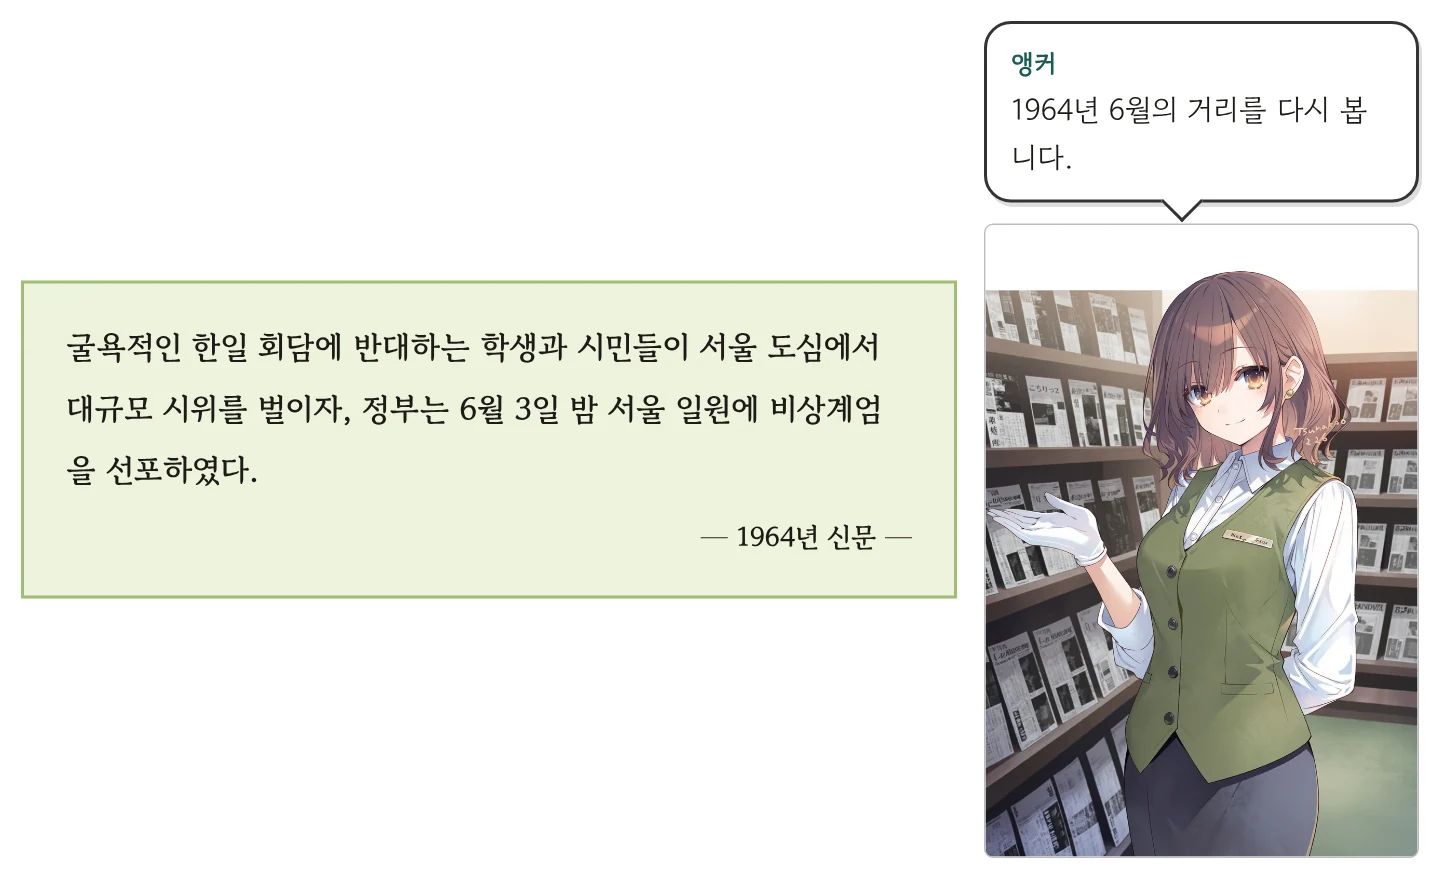 굴욕적인 한일 회담에 반대하는 학생과 시민들이 서울 도심에서
대규모 시위를 벌이자, 정부는 6월 3일 밤 서울 일원에 비상계엄
을 선포하였다.
— 1964년 신문 —
앵커
1964년 6월의 거리를 다시 봅
니다.